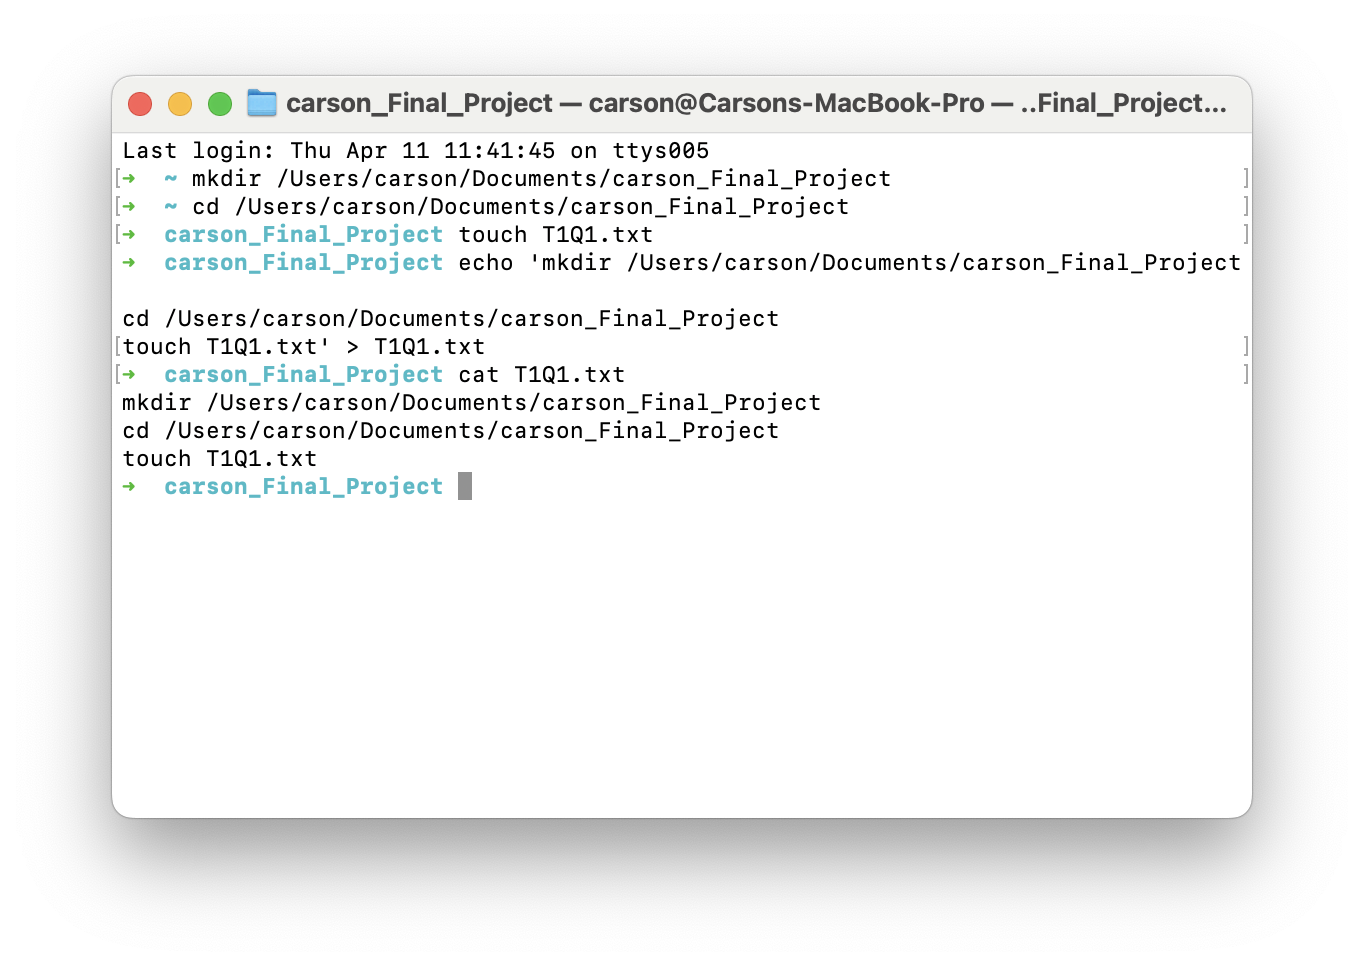 carson_Final_Project — carson@Carsons-MacBook-Pro — ..Final_Project...
Last login: Thu Apr 11 11:41:45 on ttys005
[➜  ~ mkdir /Users/carson/Documents/carson_Final_Project ]
[➜  ~ cd /Users/carson/Documents/carson_Final_Project ]
[➜  carson_Final_Project touch T1Q1.txt ]
➜  carson_Final_Project echo 'mkdir /Users/carson/Documents/carson_Final_Project
cd /Users/carson/Documents/carson_Final_Project
[touch T1Q1.txt' > T1Q1.txt ]
[➜  carson_Final_Project cat T1Q1.txt ]
mkdir /Users/carson/Documents/carson_Final_Project
cd /Users/carson/Documents/carson_Final_Project
touch T1Q1.txt
➜  carson_Final_Project